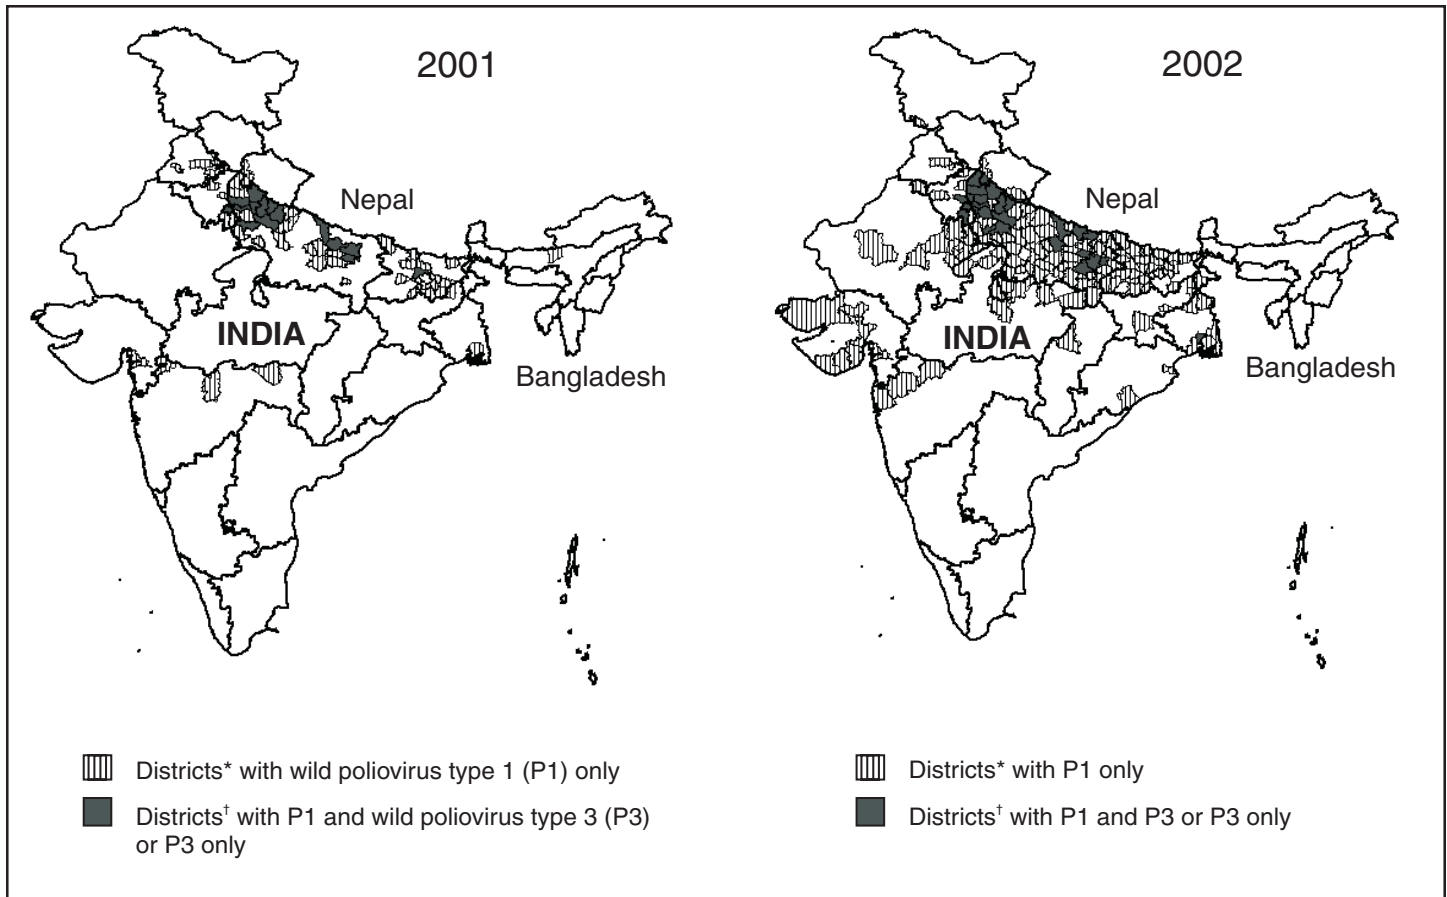 2001
Nepal
INDIA
Bangladesh
Districts* with wild poliovirus type 1 (P1) only
Districts† with P1 and wild poliovirus type 3 (P3)
or P3 only
2002
Nepal
INDIA
Bangladesh
Districts* with P1 only
Districts† with P1 and P3 or P3 only